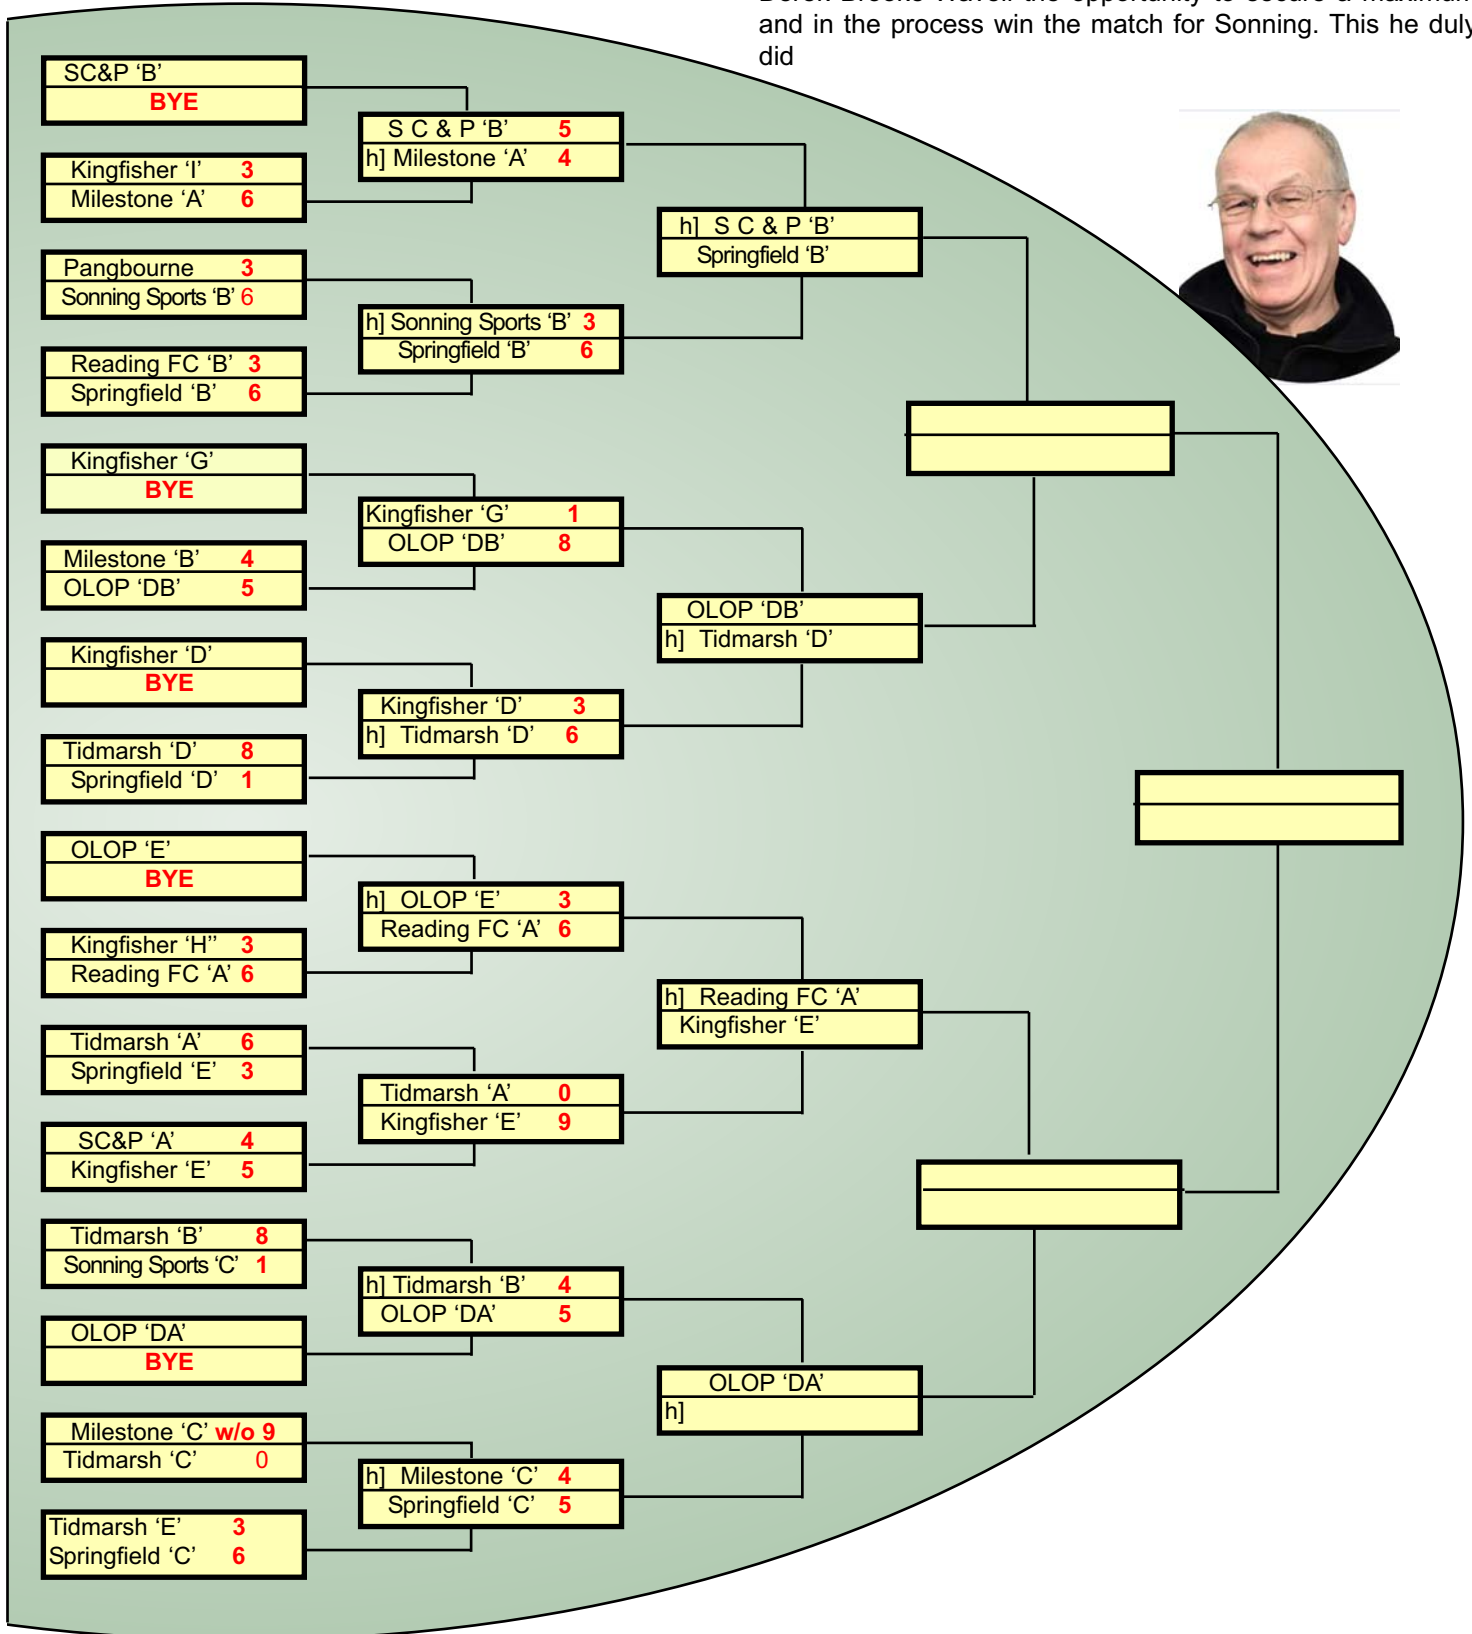 and in the process win the match for Sonning. This he duly
did
SC&P ‘B’
BYE
Kingfisher ‘I’ 3
Milestone ‘A’ 6
Pangbourne 3
Sonning Sports ‘B’ 6
Reading FC ‘B’ 3
Springfield ‘B’ 6
Kingfisher ‘G’
BYE
Milestone ‘B’ 4
OLOP ‘DB’ 5
Kingfisher ‘D’
BYE
Tidmarsh ‘D’ 8
Springfield ‘D’ 1
OLOP ‘E’
BYE
Kingfisher ‘H’’ 3
Reading FC ‘A’ 6
Tidmarsh ‘A’ 6
Springfield ‘E’ 3
SC&P ‘A’ 4
Kingfisher ‘E’ 5
Tidmarsh ‘B’ 8
Sonning Sports ‘C’ 1
OLOP ‘DA’
BYE
Milestone ‘C’ w/o 9
Tidmarsh ‘C’ 0
Tidmarsh ‘E’ 3
Springfield ‘C’ 6
S C & P ‘B’ 5
h] Milestone ‘A’ 4
h] Sonning Sports ‘B’ 3
Springfield ‘B’ 6
Kingfisher ‘G’ 1
OLOP ‘DB’ 8
Kingfisher ‘D’ 3
h] Tidmarsh ‘D’ 6
h] OLOP ‘E’ 3
Reading FC ‘A’ 6
Tidmarsh ‘A’ 0
Kingfisher ‘E’ 9
h] Tidmarsh ‘B’ 4
OLOP ‘DA’ 5
h] Milestone ‘C’ 4
Springfield ‘C’ 5
h] S C & P ‘B’
Springfield ‘B’
OLOP ‘DB’
h] Tidmarsh ‘D’
h] Reading FC ‘A’
Kingfisher ‘E’
OLOP ‘DA’
h]